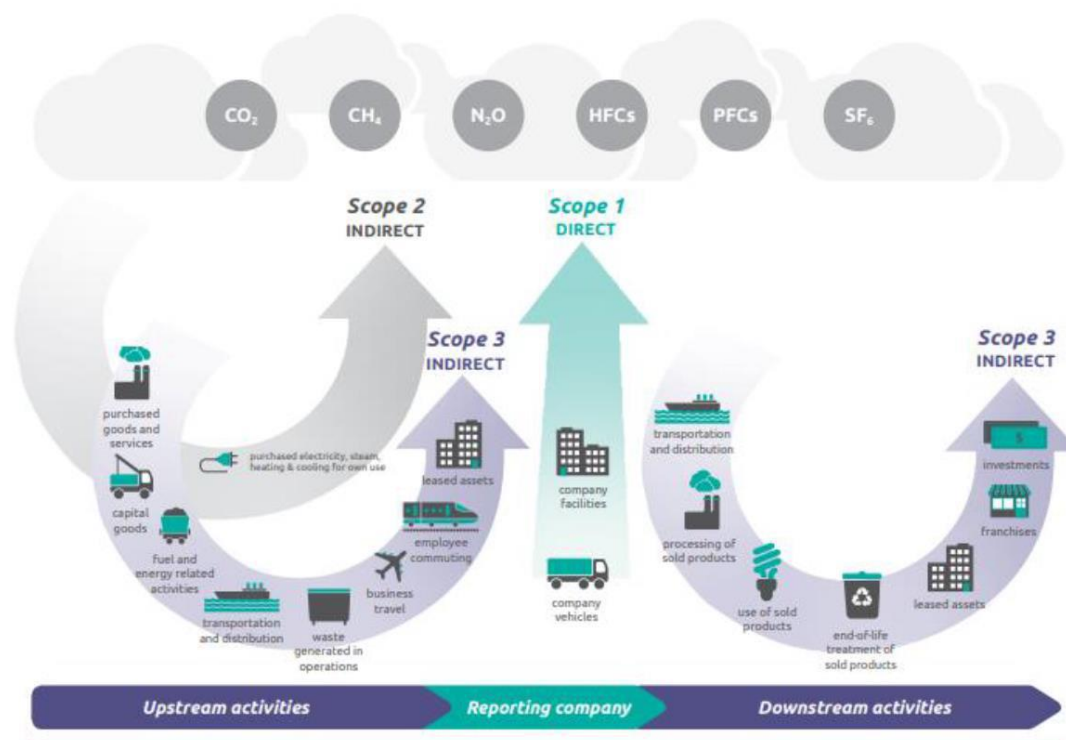 CO₂
CH₄
N₂O
HFCs
PFCs
SF₆
Scope 2
INDIRECT
Scope 1
DIRECT
Scope 3
INDIRECT
Scope 3
INDIRECT
purchased
goods and
services
purchased electricity, steam,
heating & cooling for own use
capital
goods
fuel and
energy related
activities
transportation
and distribution
waste
generated in
operations
business
travel
employee
commuting
leased assets
company
facilities
company
vehicles
transportation
and distribution
processing of
sold products
use of sold
products
end-of-life
treatment of
sold products
leased assets
franchises
$
investments
Upstream activities
Reporting company
Downstream activities